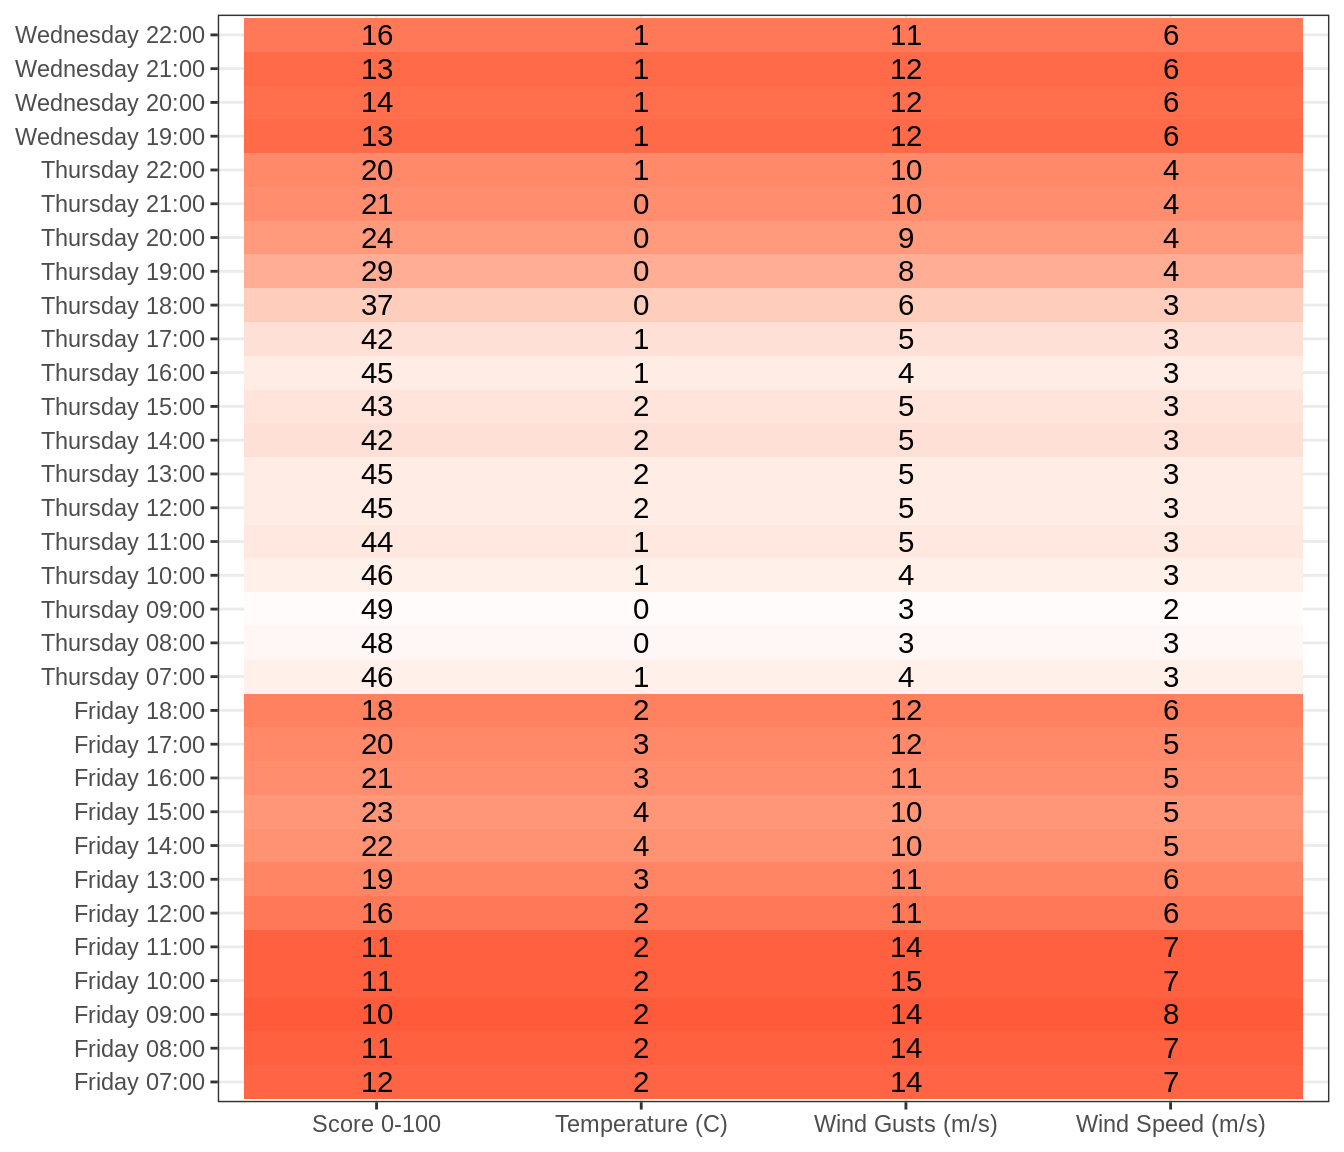 Wednesday 22:00 16 1 11 6
Wednesday 21:00 13 1 12 6
Wednesday 20:00 14 1 12 6
Wednesday 19:00 13 1 12 6
Thursday 22:00 20 1 10 4
Thursday 21:00 21 0 10 4
Thursday 20:00 24 0 9 4
Thursday 19:00 29 0 8 4
Thursday 18:00 37 0 6 3
Thursday 17:00 42 1 5 3
Thursday 16:00 45 1 4 3
Thursday 15:00 43 2 5 3
Thursday 14:00 42 2 5 3
Thursday 13:00 45 2 5 3
Thursday 12:00 45 2 5 3
Thursday 11:00 44 1 5 3
Thursday 10:00 46 1 4 3
Thursday 09:00 49 0 3 2
Thursday 08:00 48 0 3 3
Thursday 07:00 46 1 4 3
Friday 18:00 18 2 12 6
Friday 17:00 20 3 12 5
Friday 16:00 21 3 11 5
Friday 15:00 23 4 10 5
Friday 14:00 22 4 10 5
Friday 13:00 19 3 11 6
Friday 12:00 16 2 11 6
Friday 11:00 11 2 14 7
Friday 10:00 11 2 15 7
Friday 09:00 10 2 14 8
Friday 08:00 11 2 14 7
Friday 07:00 12 2 14 7
Score 0-100 Temperature (C) Wind Gusts (m/s) Wind Speed (m/s)